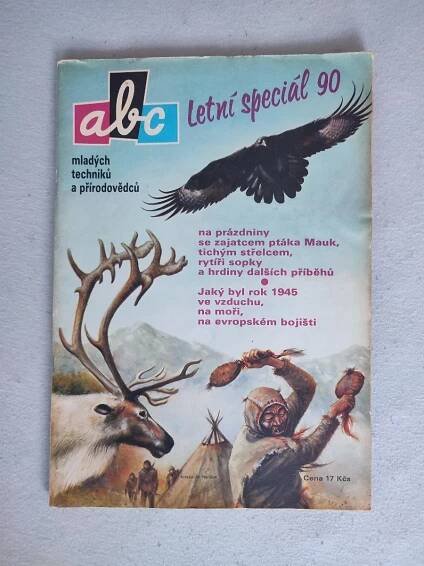 abc
Letní speciál 90
mladých
techniků
a přírodovědců
na prázdniny
se zajatcem ptáka Mauk,
tichým střelcem,
rytíři sopky
a hrdiny dalších příběhů
Jaký byl rok 1945
ve vzduchu,
na moři,
na evropském bojišti
Cena 17 Kčs